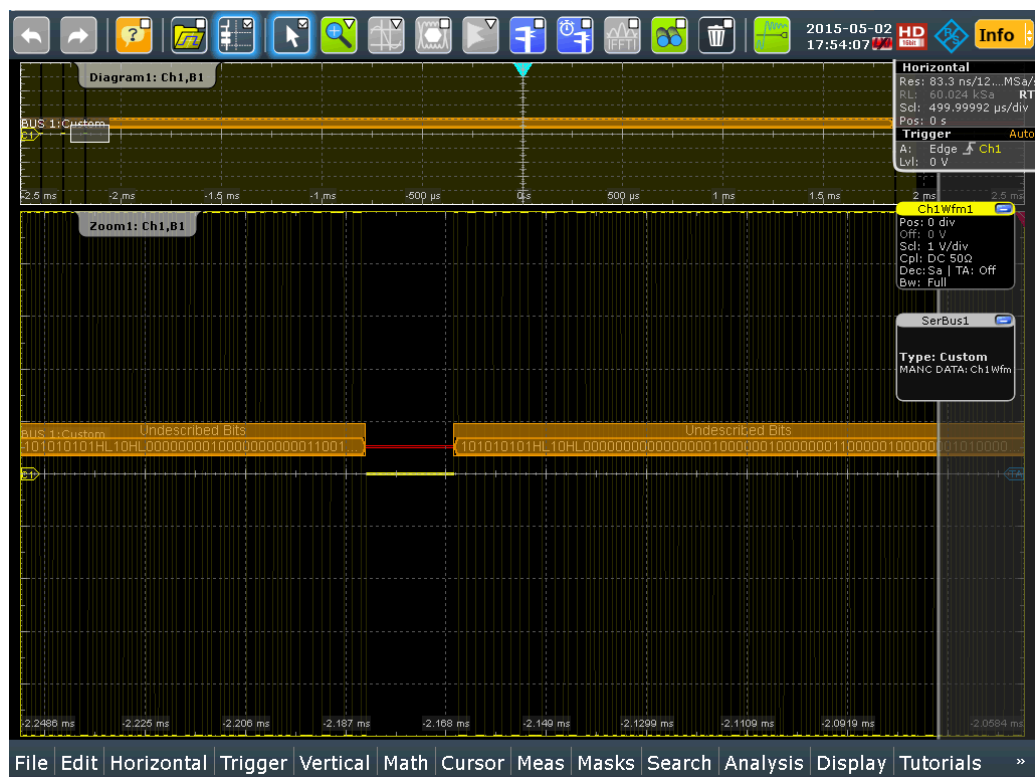 2015-05-02
17:54:07
HD
16bit
R&S
Info
IFFT!
Diagram1: Ch1,B1
BUS 1:Custom
C1
-2.5 ms -2 ms -1.5 ms -1 ms -500 µs 0 s 500 µs 1 ms 1.5 ms 2 ms 2.5 ms
Horizontal
Res: 83.3 ns/12....MSa/s
RL: 60.024 kSa RT
Scl: 499.99992 µs/div
Pos: 0 s
Trigger Auto
A: Edge Ch1
Lvl: 0 V
Zoom1: Ch1,B1
Ch1Wfm1
Pos: 0 div
Off: 0 V
Scl: 1 V/div
Cpl: DC 50Ω
Dec: Sa | TA: Off
Bw: Full
SerBus1
Type: Custom
MANC DATA: Ch1Wfm
Undescribed Bits Undescribed Bits
BUS 1:Custom
C1
TA
-2.2486 ms -2.225 ms -2.206 ms -2.187 ms -2.168 ms -2.149 ms -2.1299 ms -2.1109 ms -2.0919 ms -2.0584 ms
File Edit Horizontal Trigger Vertical Math Cursor Meas Masks Search Analysis Display Tutorials »